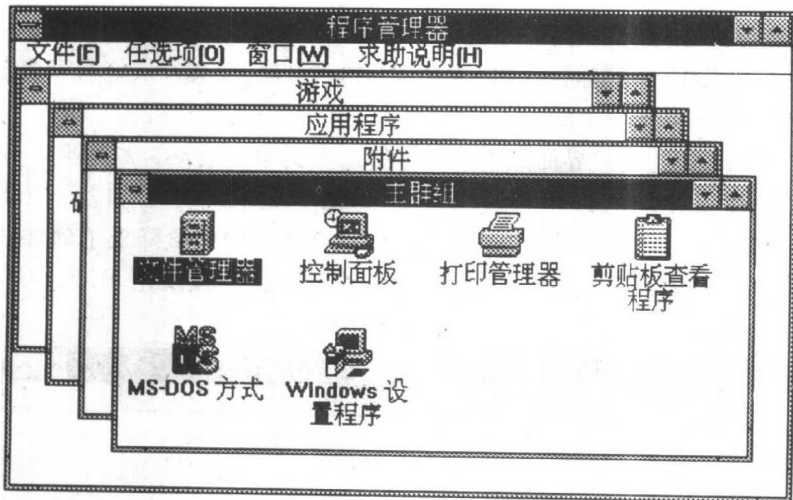 程序管理器
文件(F) 任选项(O) 窗口(W) 求助说明(H)
游戏
应用程序
附件
主群组
文件管理器
控制面板
打印管理器
剪贴板查看
程序
MS-DOS 方式
Windows 设
置程序